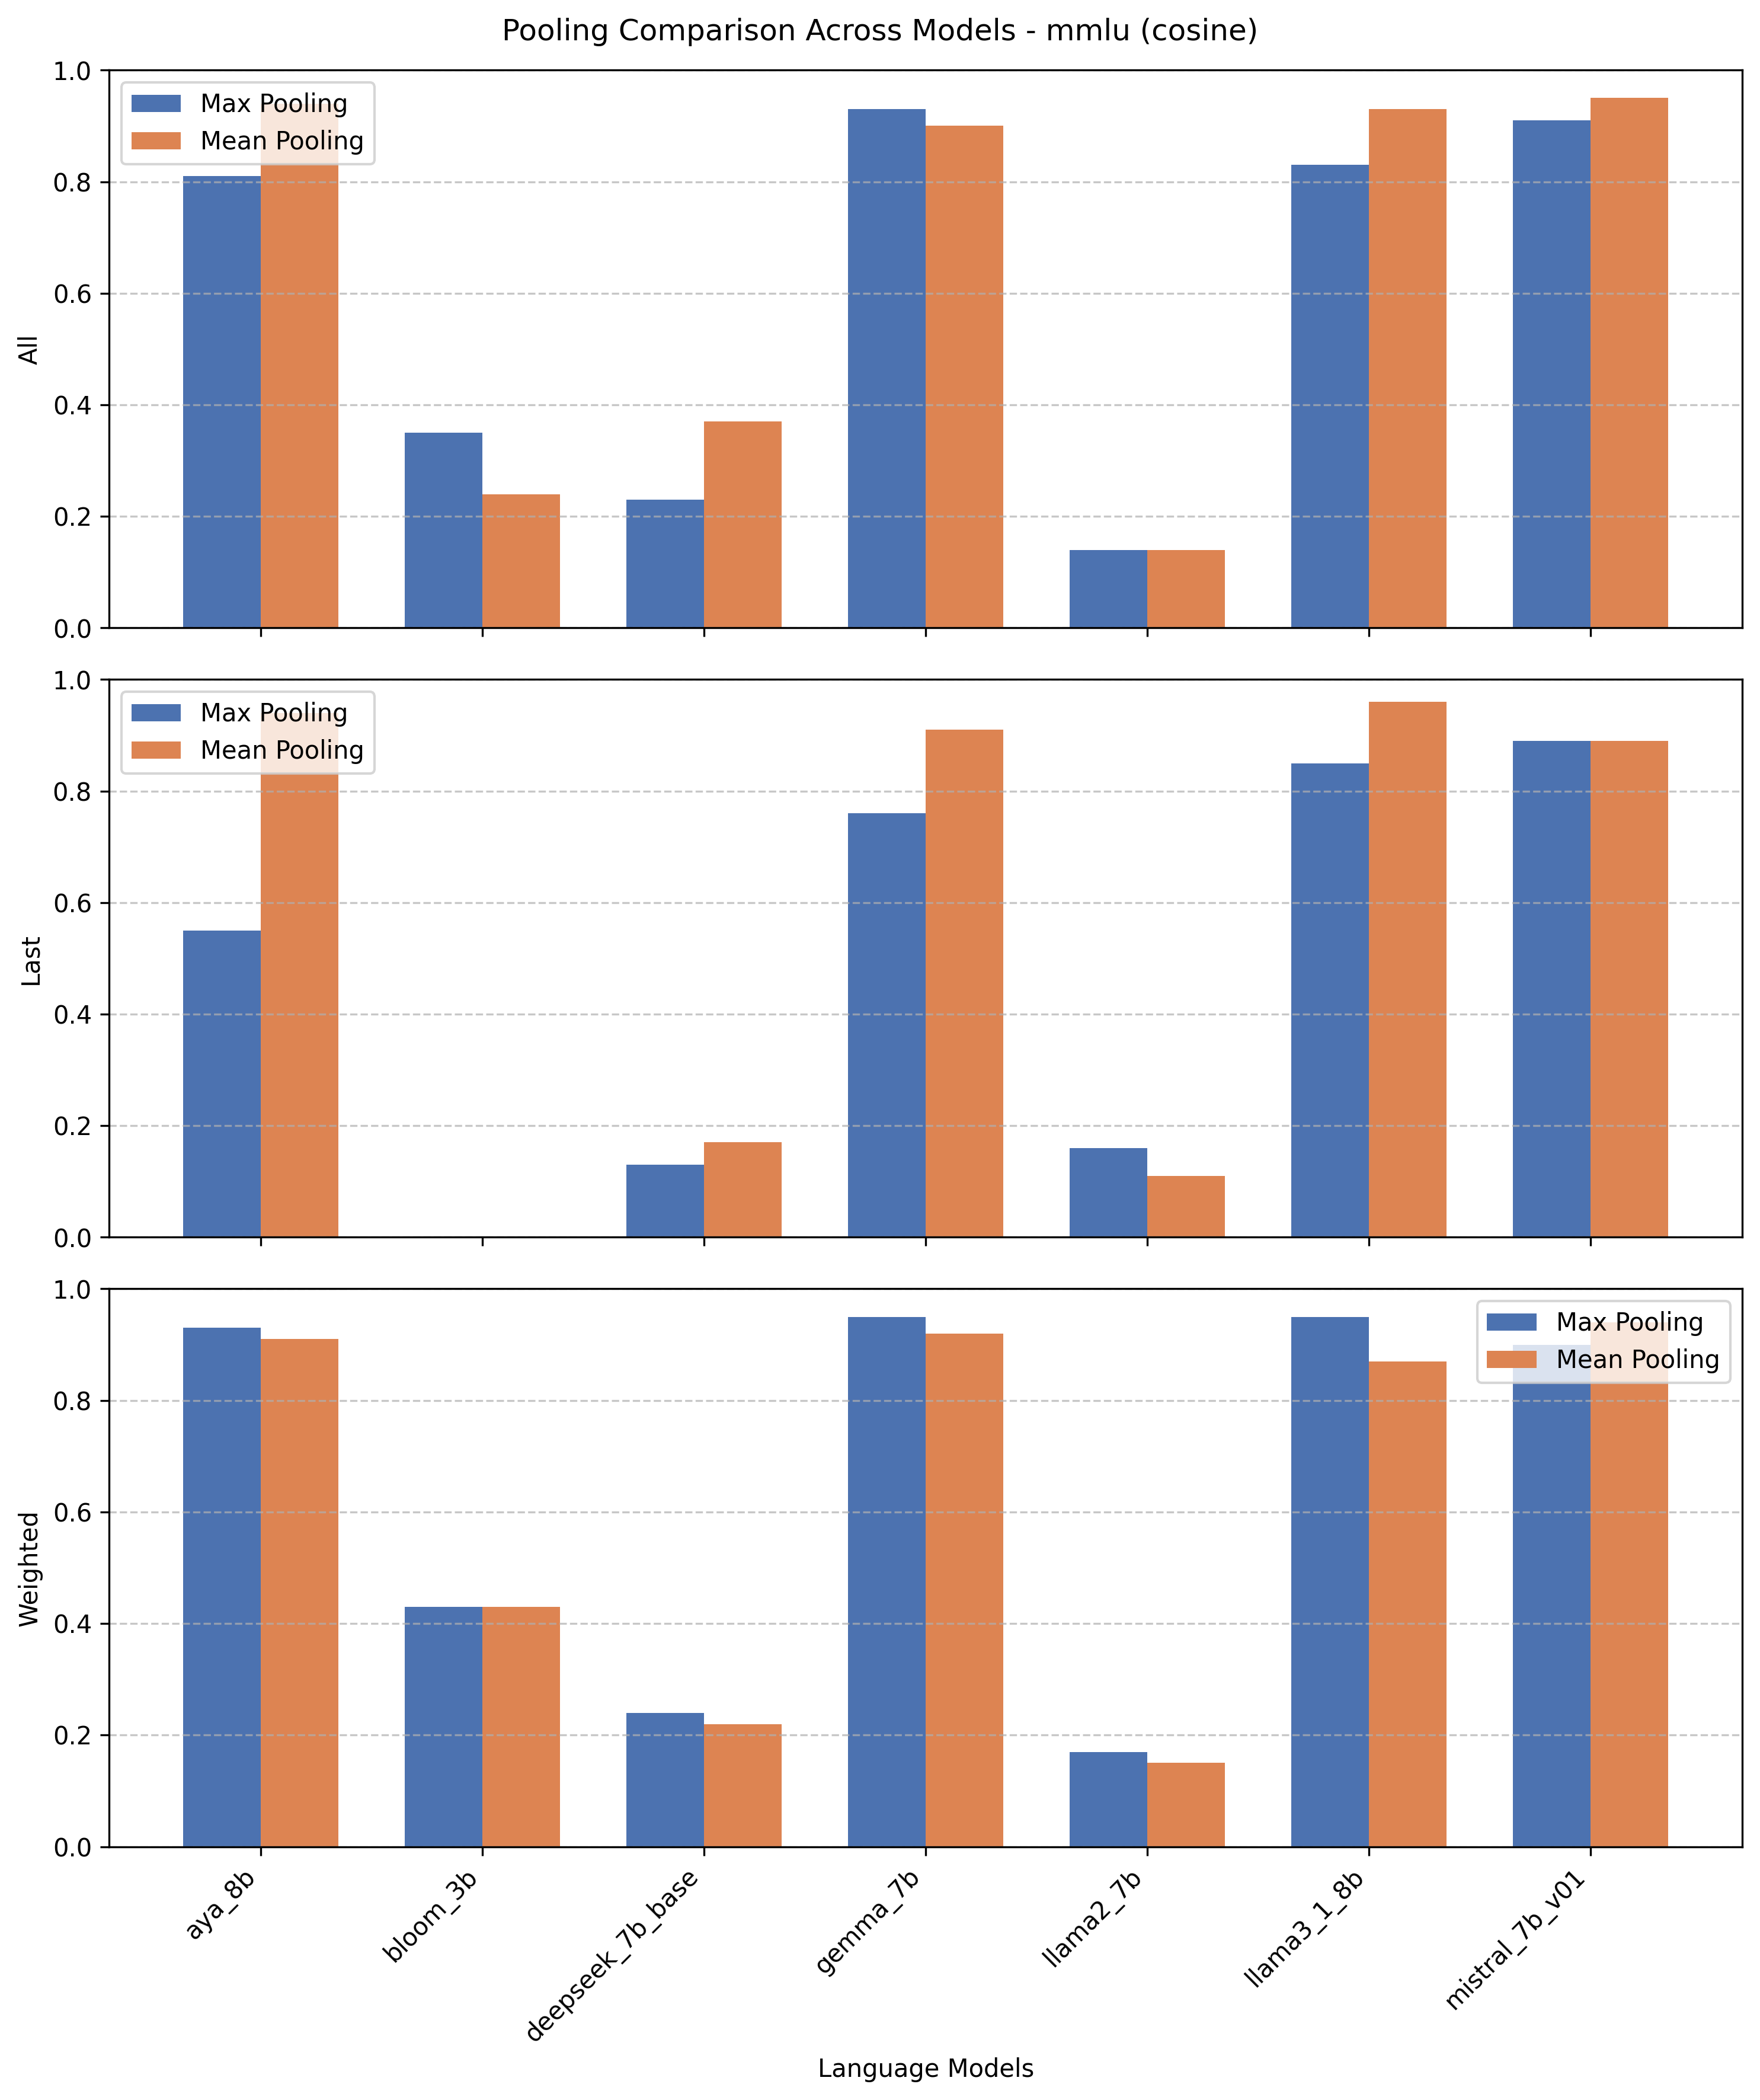 Pooling Comparison Across Models - mmlu (cosine)
1.0
0.8
0.6
0.4
0.2
0.0
All
Max Pooling
Mean Pooling
1.0
0.8
0.6
0.4
0.2
0.0
Last
Max Pooling
Mean Pooling
1.0
0.8
0.6
0.4
0.2
0.0
Weighted
Max Pooling
Mean Pooling
aya_8b
bloom_3b
deepseek_7b_base
gemma_7b
llama2_7b
llama3_1_8b
mistral_7b_v01
Language Models